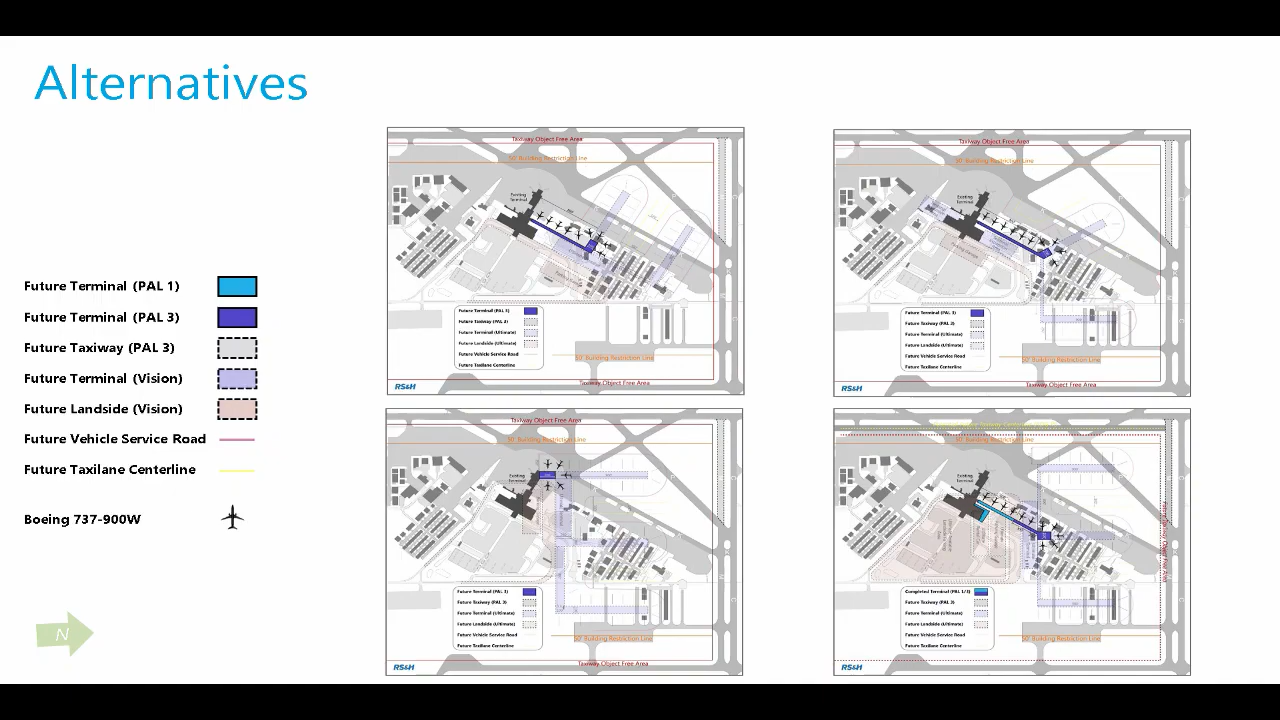 Alternatives
Future Terminal (PAL 1)
Future Terminal (PAL 3)
Future Taxiway (PAL 3)
Future Terminal (Vision)
Future Landside (Vision)
Future Vehicle Service Road
Future Taxilane Centerline
Boeing 737-900W
N
Taxiway Object Free Area
50' Building Restriction Line
Existing
Terminal
Future Terminal (PAL 3)
Future Taxiway (PAL 3)
Future Terminal (Ultimate)
Future Landside (Ultimate)
Future Vehicle Service Road
Future Taxilane Centerline
50' Building Restriction Line
Taxiway Object Free Area
RS&H
Taxiway Object Free Area
50' Building Restriction Line
Existing
Terminal
Future Terminal (PAL 3)
Future Taxiway (PAL 3)
Future Terminal (Ultimate)
Future Landside (Ultimate)
Future Vehicle Service Road
Future Taxilane Centerline
50' Building Restriction Line
Taxiway Object Free Area
RS&H
Taxiway Object Free Area
50' Building Restriction Line
Existing
Terminal
Future Terminal (PAL 3)
Future Taxiway (PAL 3)
Future Terminal (Ultimate)
Future Landside (Ultimate)
Future Vehicle Service Road
Future Taxilane Centerline
50' Building Restriction Line
Taxiway Object Free Area
RS&H
50' Building Restriction Line
Existing
Terminal
Taxiway Object Free Area
Completed Terminal (PAL 1/3)
Future Taxiway (PAL 3)
Future Terminal (Ultimate)
Future Landside (Ultimate)
Future Vehicle Service Road
Future Taxilane Centerline
50' Building Restriction Line
RS&H